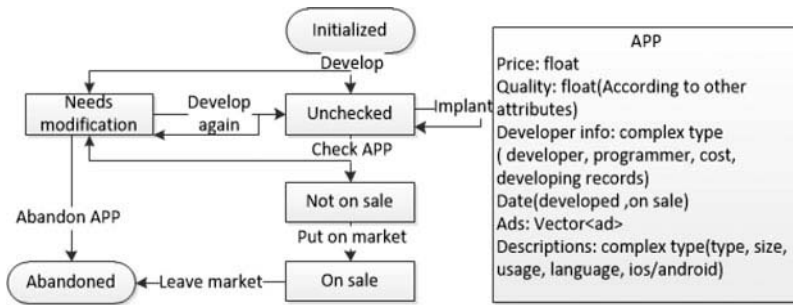 Initialized
Develop
Needs
modification
Develop
again
Unchecked
Implant
Check APP
Not on sale
Abandon APP
Put on market
Abandoned
Leave market
On sale
APP
Price: float
Quality: float(According to other
attributes)
Developer info: complex type
( developer, programmer, cost,
developing records)
Date(developed ,on sale)
Ads: Vector<ad>
Descriptions: complex type(type, size,
usage, language, ios/android)